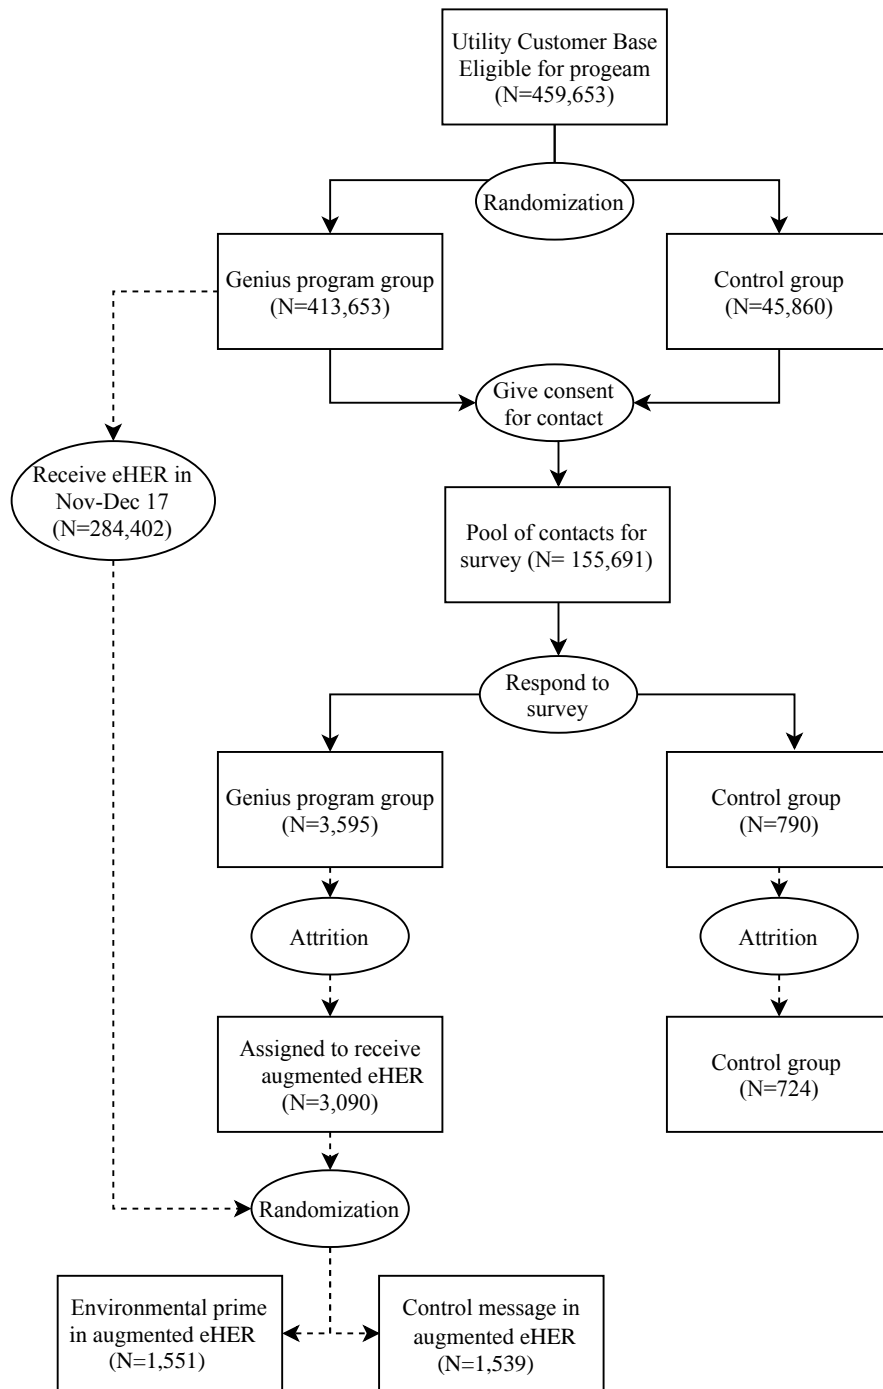 Utility Customer Base
Eligible for progeam
(N=459,653)
Randomization
Genius program group
(N=413,653)
Control group
(N=45,860)
Give consent
for contact
Receive eHER in
Nov-Dec 17
(N=284,402)
Pool of contacts for
survey (N= 155,691)
Respond to
survey
Genius program group
(N=3,595)
Control group
(N=790)
Attrition
Attrition
Assigned to receive
augmented eHER
(N=3,090)
Control group
(N=724)
Randomization
Environmental prime
in augmented eHER
(N=1,551)
Control message in
augmented eHER
(N=1,539)